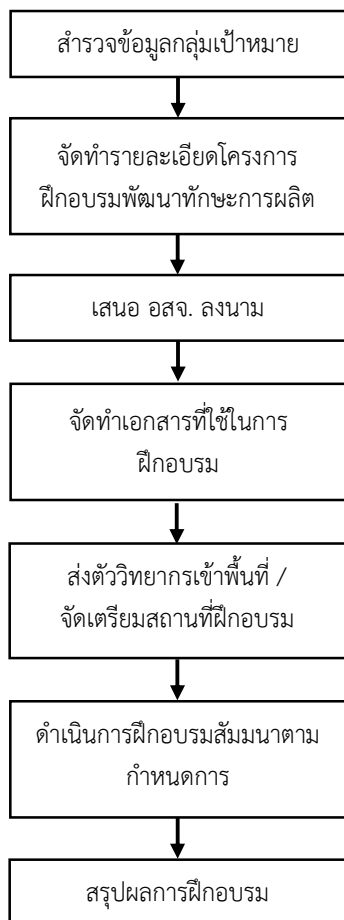 สำรวจข้อมูลกลุ่มเป้าหมาย
จัดทำรายละเอียดโครงการ
ฝึกอบรมพัฒนาทักษะการผลิต
เสนอ อสจ. ลงนาม
จัดทำเอกสารที่ใช้ในการ
ฝึกอบรม
ส่งตัววิทยากรเข้าพื้นที่ /
จัดเตรียมสถานที่ฝึกอบรม
ดำเนินการฝึกอบรมสัมมนาตาม
กำหนดการ
สรุปผลการฝึกอบรม